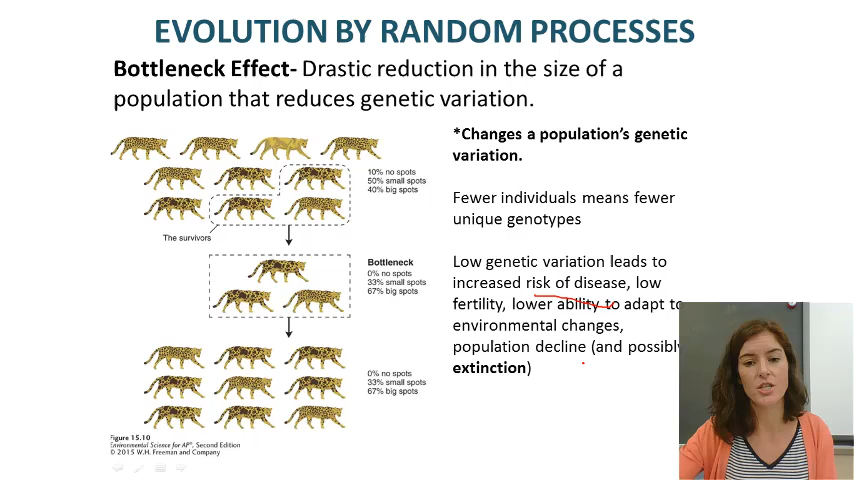 EVOLUTION BY RANDOM PROCESSES
Bottleneck Effect- Drastic reduction in the size of a
population that reduces genetic variation.
10% no spots
50% small spots
40% big spots
The survivors
Bottleneck
0% no spots
33% small spots
67% big spots
0% no spots
33% small spots
67% big spots
Figure 15.10
Environmental Science for AP®, Second Edition
© 2015 W.H. Freeman and Company
*Changes a population's genetic
variation.
Fewer individuals means fewer
unique genotypes
Low genetic variation leads to
increased risk of disease, low
fertility, lower ability to adapt to
environmental changes,
population decline (and possibly
extinction)